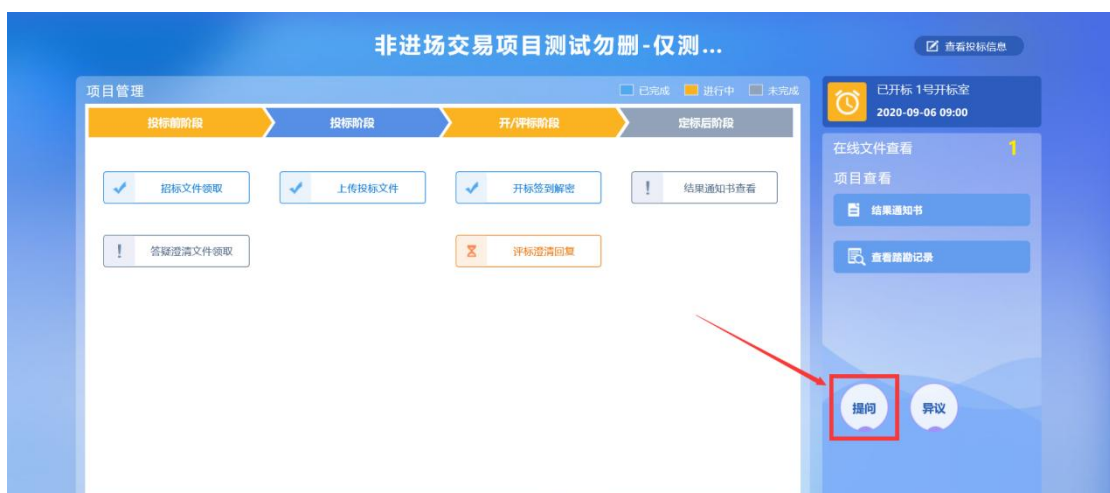 非进场交易项目测试勿删-仅测...
查看投标信息
项目管理
已完成 进行中 未完成
投标前阶段 投标阶段 开/评标阶段 定标后阶段
招标文件领取 上传投标文件 开标签到解密 ! 结果通知书查看
! 答疑澄清文件领取 评标澄清回复
已开标 1号开标室
2020-09-06 09:00
在线文件查看 1
项目查看
结果通知书
查看踏勘记录
提问 异议